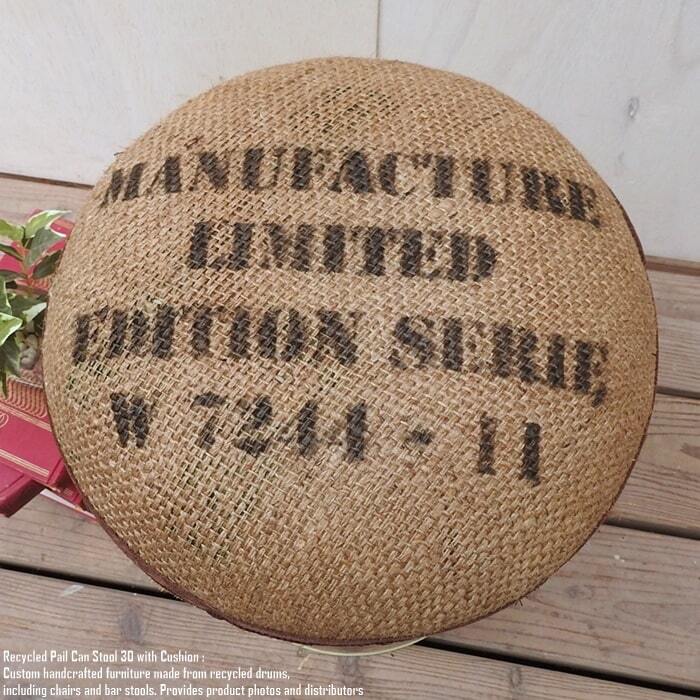 MANUFACTURE
LIMITED
EDITION SERIE,
W 7244 - 11
Recycled Pail Can Stool 30 with Cushion :
Custom handcrafted furniture made from recycled drums,
including chairs and bar stools. Provides product photos and distributors